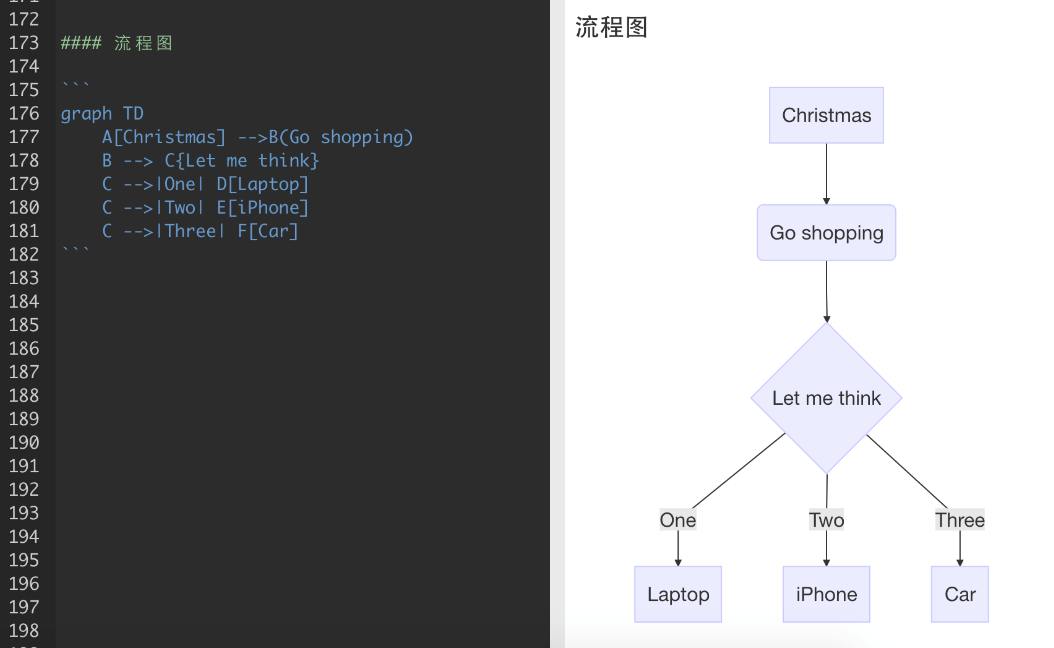 172
173 #### 流程图
174
175 ```
176 graph TD
177 A[Christmas] -->B(Go shopping)
178 B --> C{Let me think}
179 C -->|One| D[Laptop]
180 C -->|Two| E[iPhone]
181 C -->|Three| F[Car]
182 ```
183
184
185
186
187
188
189
190
191
192
193
194
195
196
197
198
流程图
Christmas
Go shopping
Let me think
One Two Three
Laptop iPhone Car